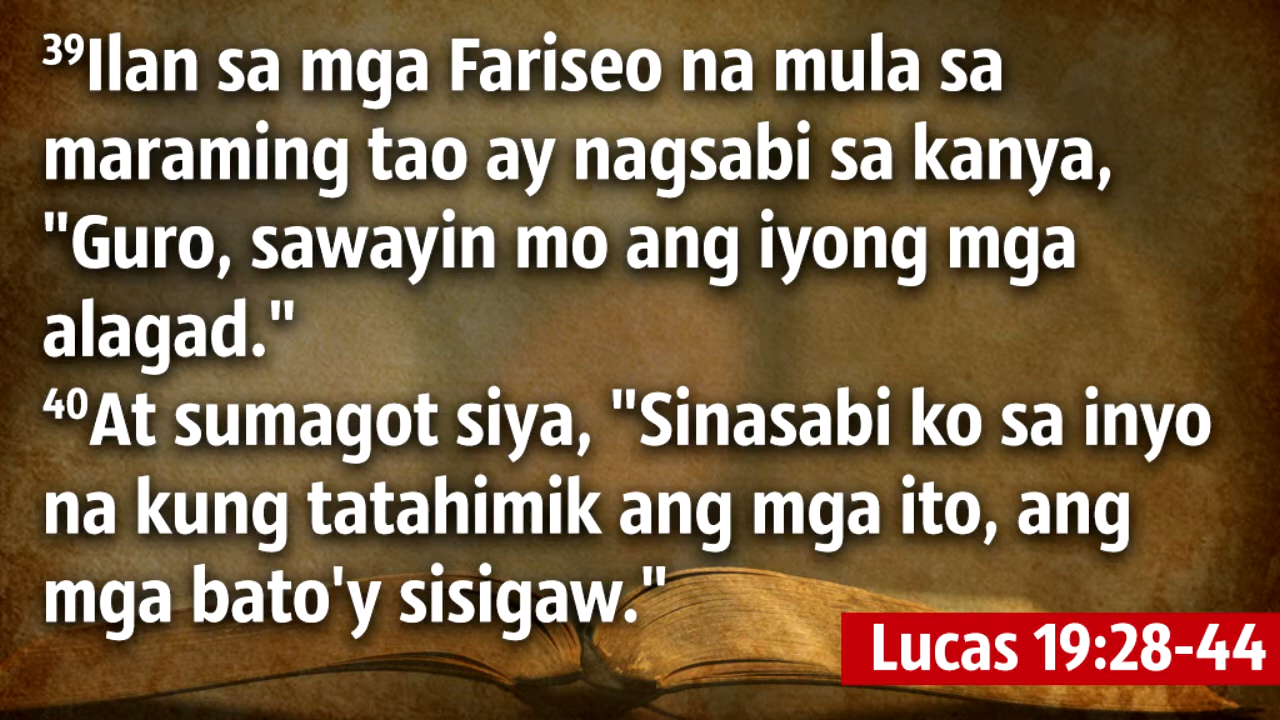 ³⁹Ilan sa mga Fariseo na mula sa
maraming tao ay nagsabi sa kanya,
"Guro, sawayin mo ang iyong mga
alagad."
⁴⁰At sumagot siya, "Sinasabi ko sa inyo
na kung tatahimik ang mga ito, ang
mga bato'y sisigaw."
Lucas 19:28-44